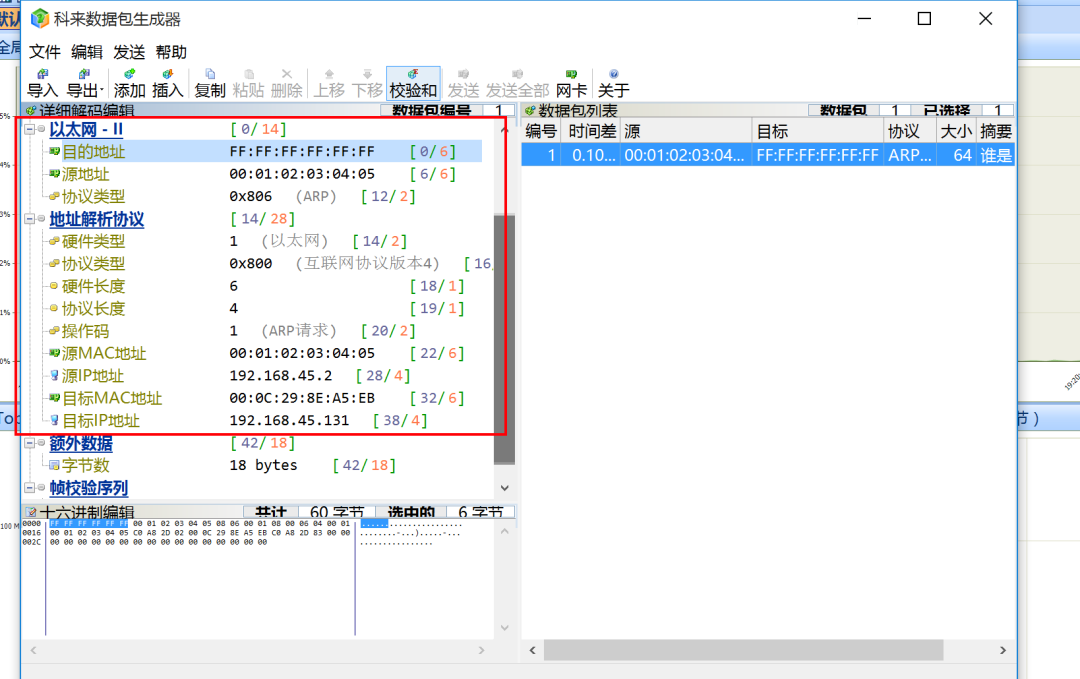 科来数据包生成器
文件 编辑 发送 帮助
导入 导出 添加 插入 复制 粘贴 删除 上移 下移 校验和 发送 发送全部 网卡 关于
详细解码编辑 数据包编号 1
以太网 - II [0/14]
目的地址 FF:FF:FF:FF:FF:FF [0/6]
源地址 00:01:02:03:04:05 [6/6]
协议类型 0x806 (ARP) [12/2]
地址解析协议 [14/28]
硬件类型 1 (以太网) [14/2]
协议类型 0x800 (互联网协议版本4) [16/
硬件长度 6 [18/1]
协议长度 4 [19/1]
操作码 1 (ARP请求) [20/2]
源MAC地址 00:01:02:03:04:05 [22/6]
源IP地址 192.168.45.2 [28/4]
目标MAC地址 00:0C:29:8E:A5:EB [32/6]
目标IP地址 192.168.45.131 [38/4]
额外数据 [42/18]
字节数 18 bytes [42/18]
帧校验序列
十六进制编辑 共计 60 字节 选中的 6 字节
0000 FF FF FF FF FF FF 00 01 02 03 04 05 08 06 00 01 08 00 06 04 00 01 ......................
0016 00 01 02 03 04 05 C0 A8 2D 02 00 0C 29 8E A5 EB C0 A8 2D 83 00 00 ........-...).....-...
002C 00 00 00 00 00 00 00 00 00 00 00 00 00 00 00 00 ................
数据包列表 数据包 1 已选择 1
编号 时间差 源 目标 协议 大小 摘要
1 0.10... 00:01:02:03:04... FF:FF:FF:FF:FF:FF ARP... 64 谁是
默认
全局
5%
4%
3%
2%
1%
0%
100 M
19:20:
节 )